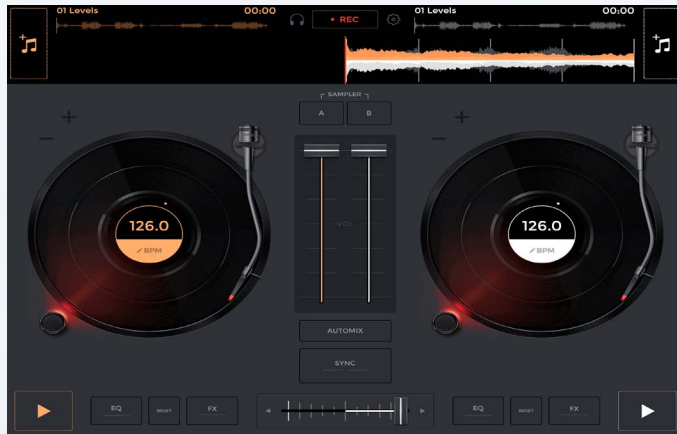 01 Levels 00:00
REC
01 Levels 00:00
SAMPLER
A B
126.0
BPM
VOL
126.0
BPM
AUTOMIX
SYNC
EQ RESET FX
EQ RESET FX